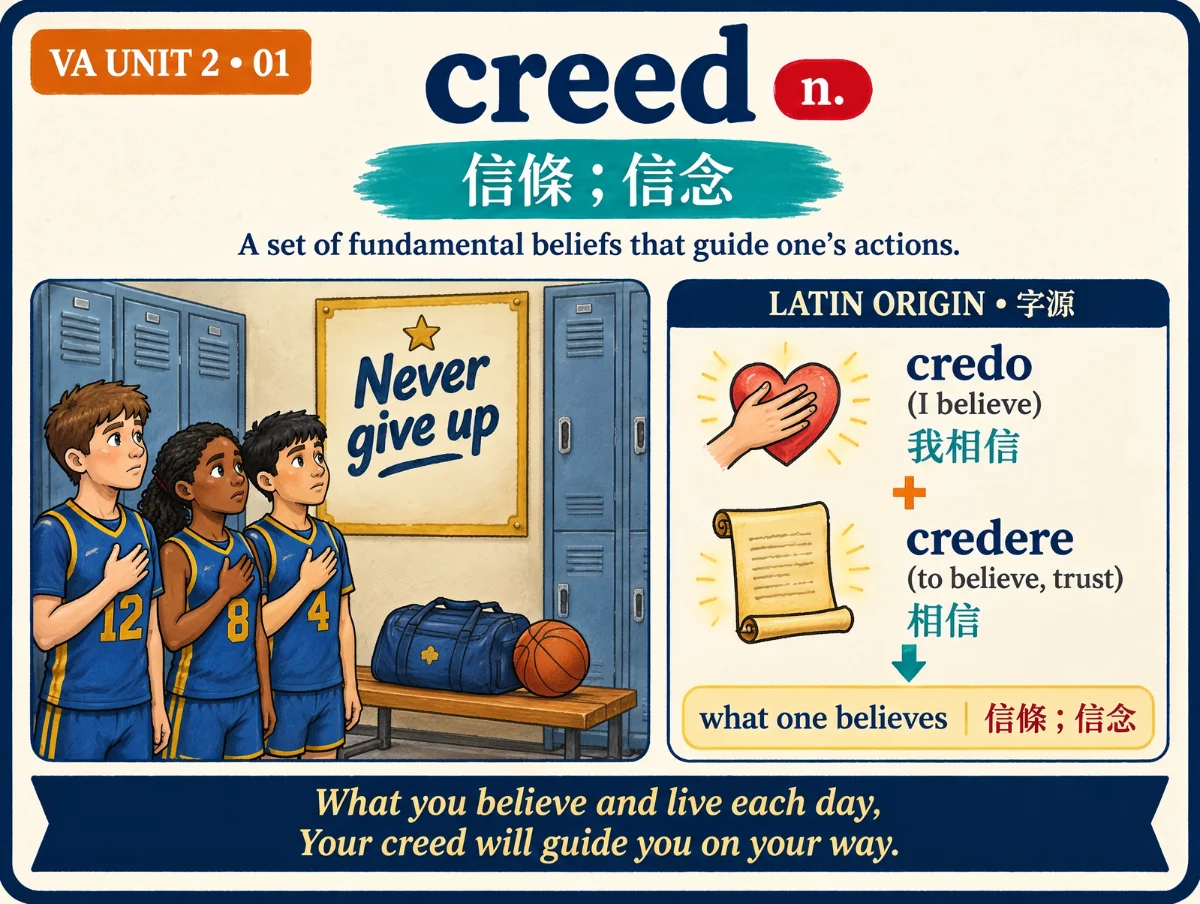 VA UNIT 2 • 01
creed n.
信條；信念
A set of fundamental beliefs that guide one’s actions.
Never
give up
12
8
4
LATIN ORIGIN • 字源
credo
(I believe)
我相信
+
credere
(to believe, trust)
相信
what one believes | 信條；信念
What you believe and live each day,
Your creed will guide you on your way.